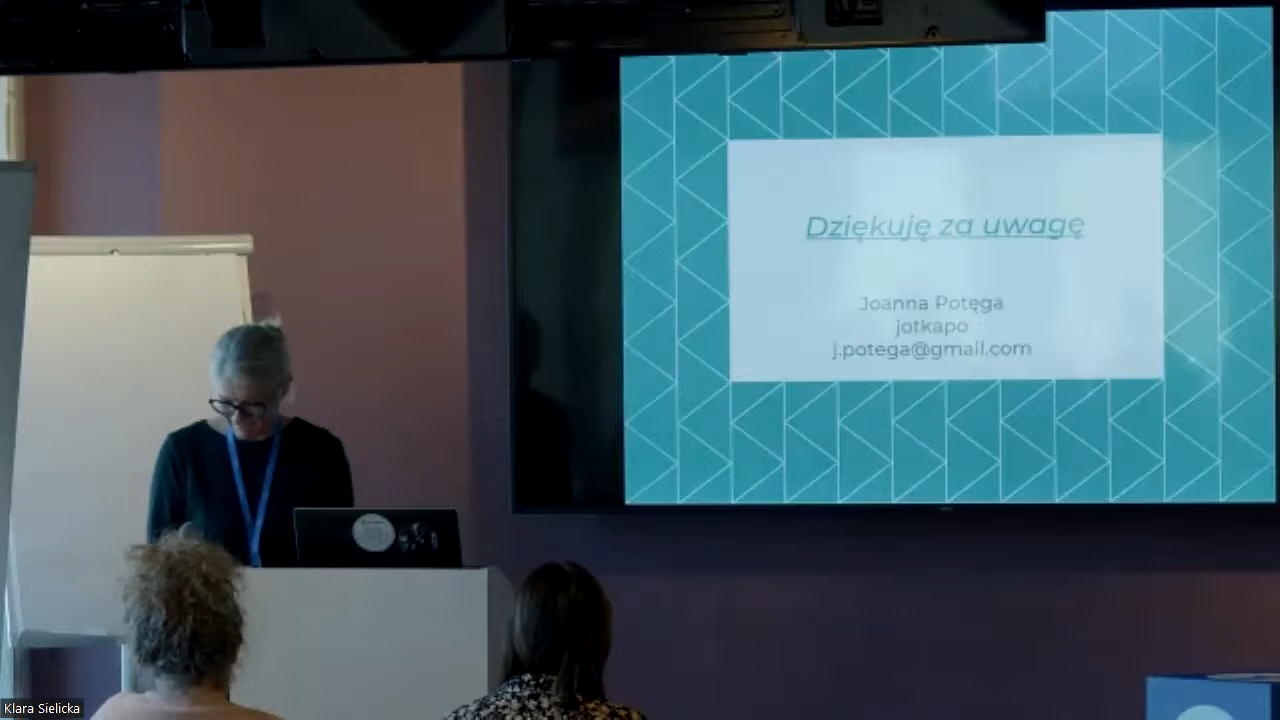 Dziękuję za uwagę
Joanna Potęga
jotkapo
j.potega@gmail.com
Klara Sielicka